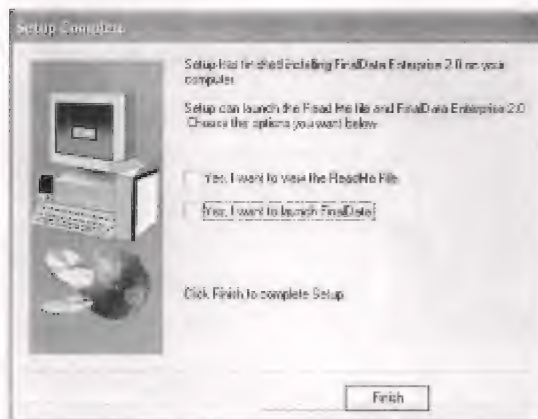 Setup Complete
Setup has finished installing FinalData Enterprise 2.0 on your
computer.
Setup can launch the Read Me file and FinalData Enterprise 2.0.
Choose the options you want below.
Yes, I want to view the ReadMe File
Yes, I want to launch FinalData
Click Finish to complete Setup.
Finish